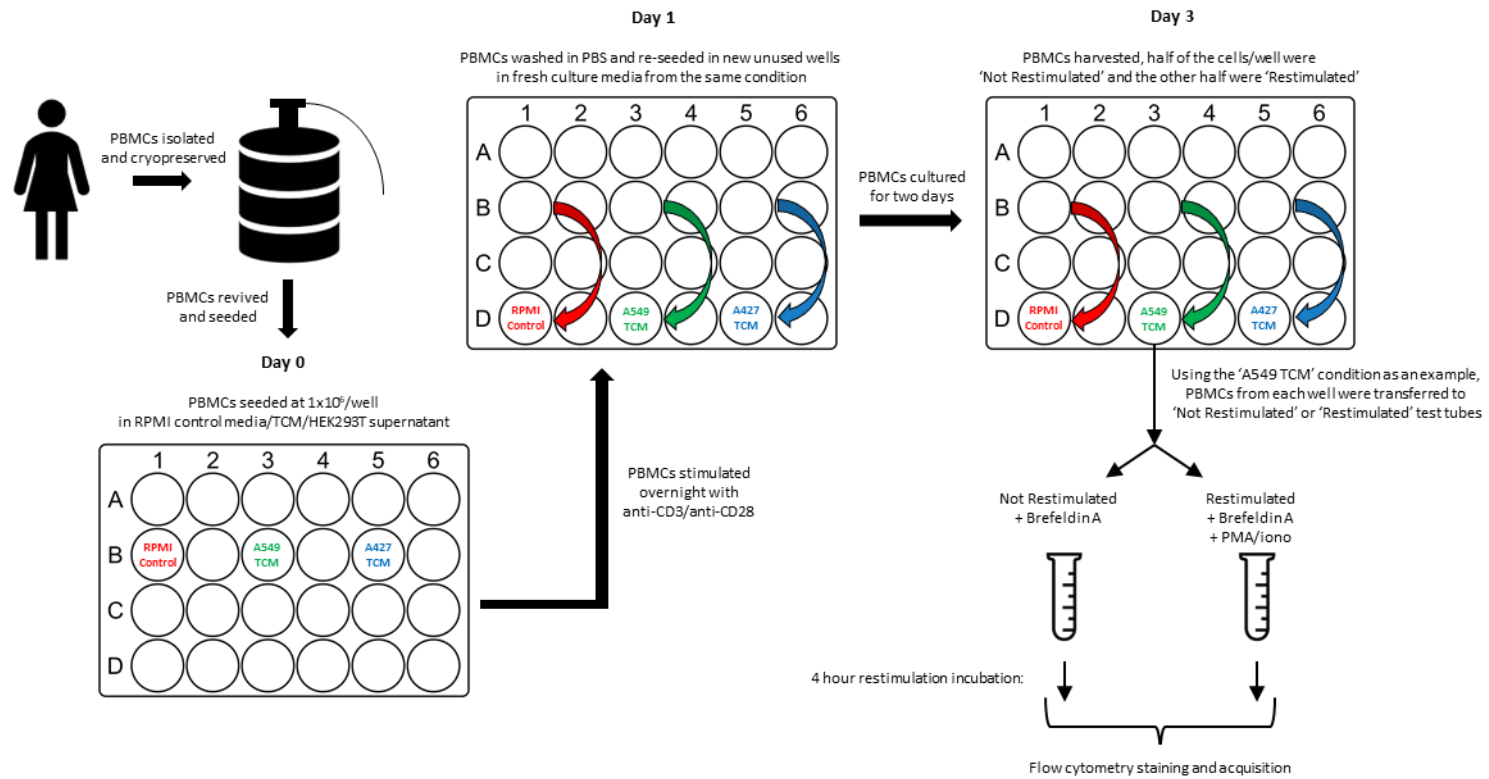 PBMCs isolated
and cryopreserved
PBMCs revived
and seeded
Day 0
PBMCs seeded at 1x10⁶/well
in RPMI control media/TCM/HEK293T supernatant
1 2 3 4 5 6
A
B
RPMI
Control
A549
TCM
A427
TCM
C
D
PBMCs stimulated
overnight with
anti-CD3/anti-CD28
Day 1
PBMCs washed in PBS and re-seeded in new unused wells
in fresh culture media from the same condition
1 2 3 4 5 6
A
B
C
D
RPMI
Control
A549
TCM
A427
TCM
PBMCs cultured
for two days
Day 3
PBMCs harvested, half of the cells/well were
‘Not Restimulated’ and the other half were ‘Restimulated’
1 2 3 4 5 6
A
B
C
D
RPMI
Control
A549
TCM
A427
TCM
Using the ‘A549 TCM’ condition as an example,
PBMCs from each well were transferred to
‘Not Restimulated’ or ‘Restimulated’ test tubes
Not Restimulated
+ Brefeldin A
Restimulated
+ Brefeldin A
+ PMA/iono
4 hour restimulation incubation:
Flow cytometry staining and acquisition